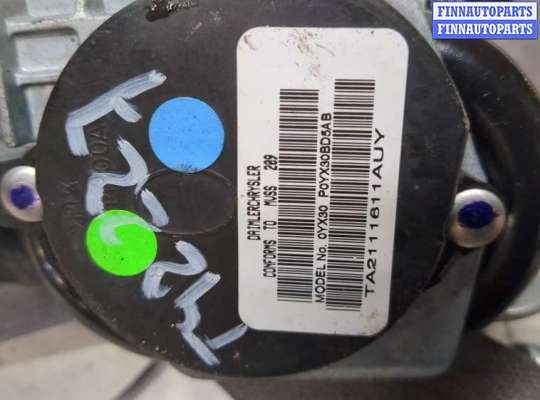 FINNAUTOPARTS
FINNAUTOPARTS
DAIMLERCHRYSLER
CONFORMS TO MVSS 209
MODEL No. 0YX30 P0YX30BD5AB
TA2111611AUY